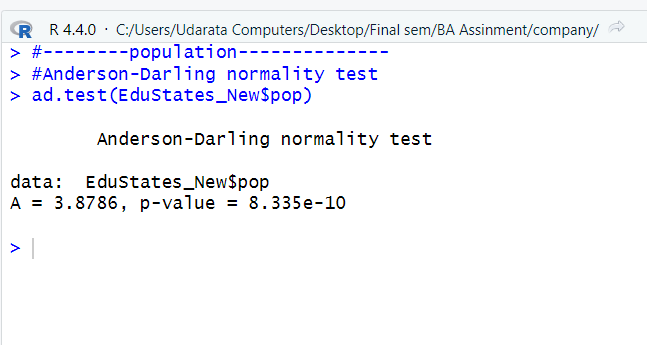 R R 4.4.0 · C:/Users/Udarata Computers/Desktop/Final sem/BA Assinment/company/
> #--------population--------------
> #Anderson-Darling normality test
> ad.test(EduStates_New$pop)
Anderson-Darling normality test
data:  EduStates_New$pop
A = 3.8786, p-value = 8.335e-10
>